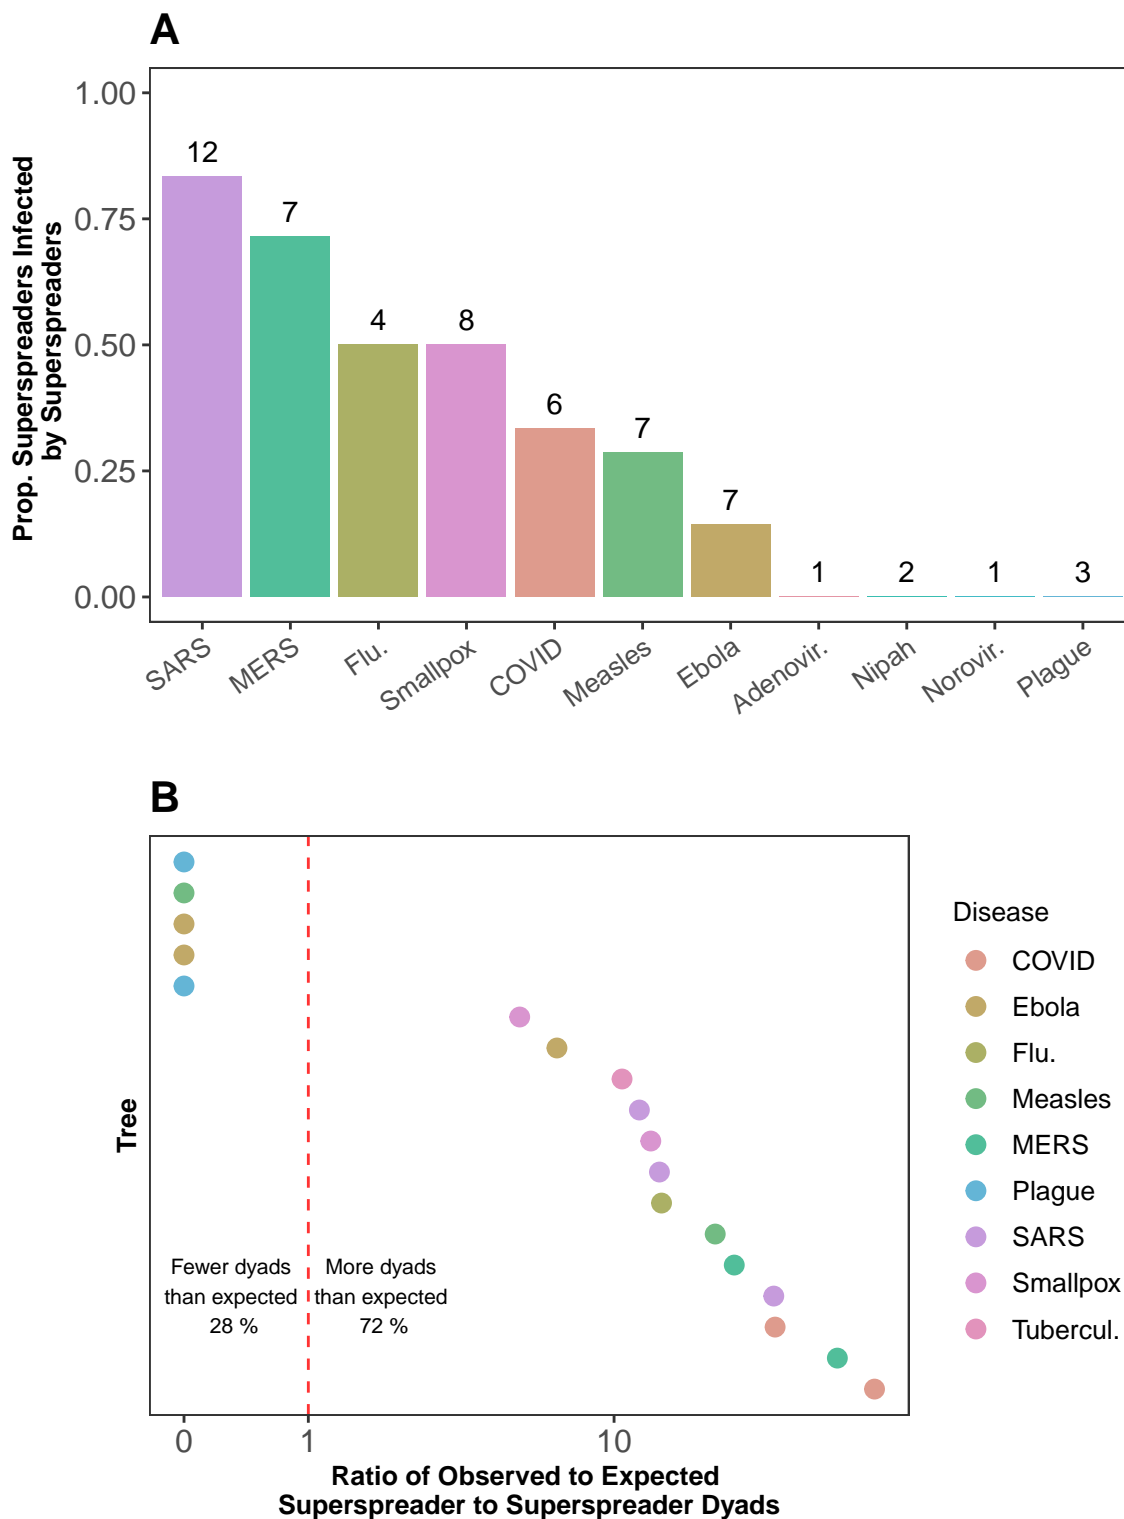 A
Prop. Superspreaders Infected
by Superspreaders
1.00
0.75
0.50
0.25
0.00
12
7
4
8
6
7
7
1
2
1
3
SARS
MERS
Flu.
Smallpox
COVID
Measles
Ebola
Adenovir.
Nipah
Norovir.
Plague
B
Tree
Fewer dyads
than expected
28 %
More dyads
than expected
72 %
0
1
10
Ratio of Observed to Expected
Superspreader to Superspreader Dyads
Disease
COVID
Ebola
Flu.
Measles
MERS
Plague
SARS
Smallpox
Tubercul.